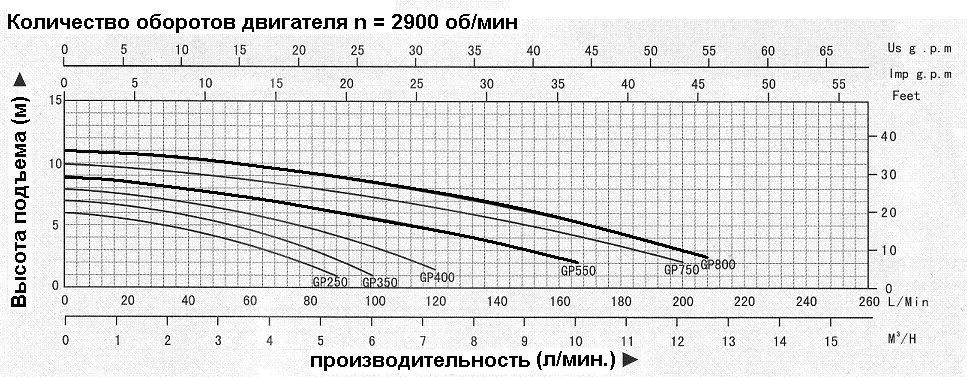 Количество оборотов двигателя n = 2900 об/мин
0 5 10 15 20 23 30 35 40 44 50 55 60 65 Us g.p.m
0 5 10 15 20 25 30 35 40 45 50 55 Imp g.p.m
Feet
Высота подъема (м) ▲
15
10
5
0
40
30
20
10
0
GP250 GP350 GP400 GP550 GP750 GP800
0 20 40 60 80 100 120 140 160 180 200 220 240 260 L/Min
0 1 2 3 4 5 6 7 8 9 10 11 12 13 14 15 M³/H
производительность (л/мин.) ►